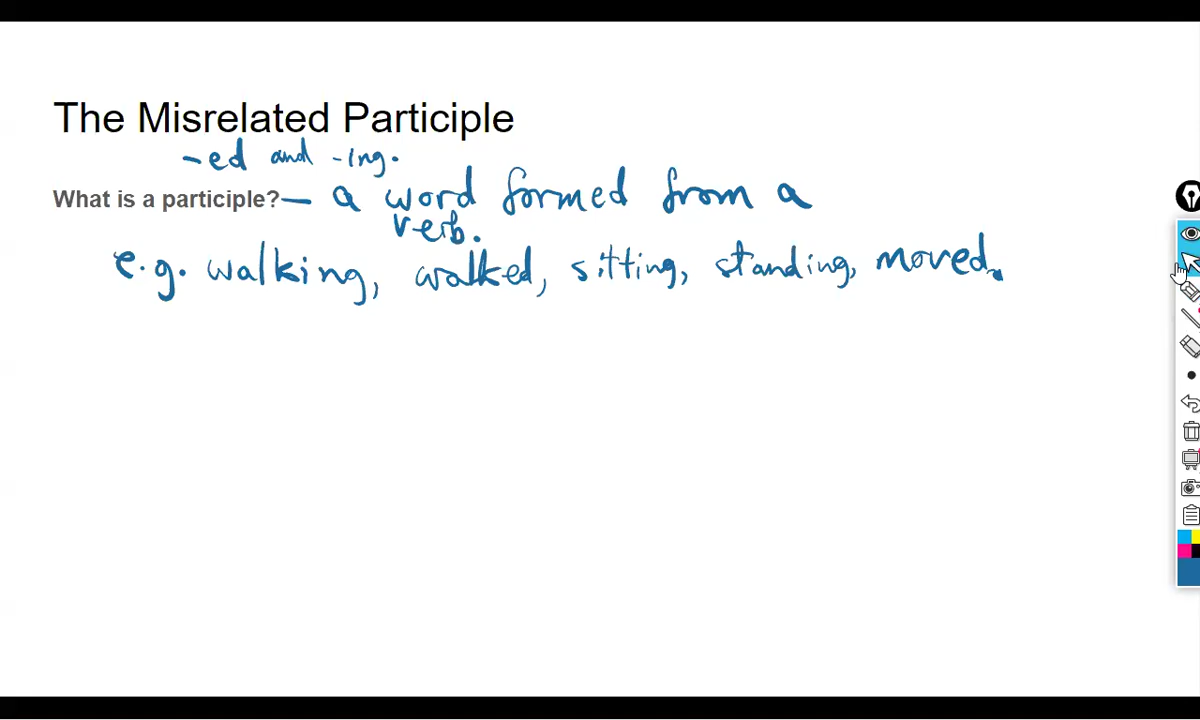 The Misrelated Participle
-ed and -ing.
What is a participle? — a word formed from a
verb.
e.g. walking, walked, sitting, standing, moved.